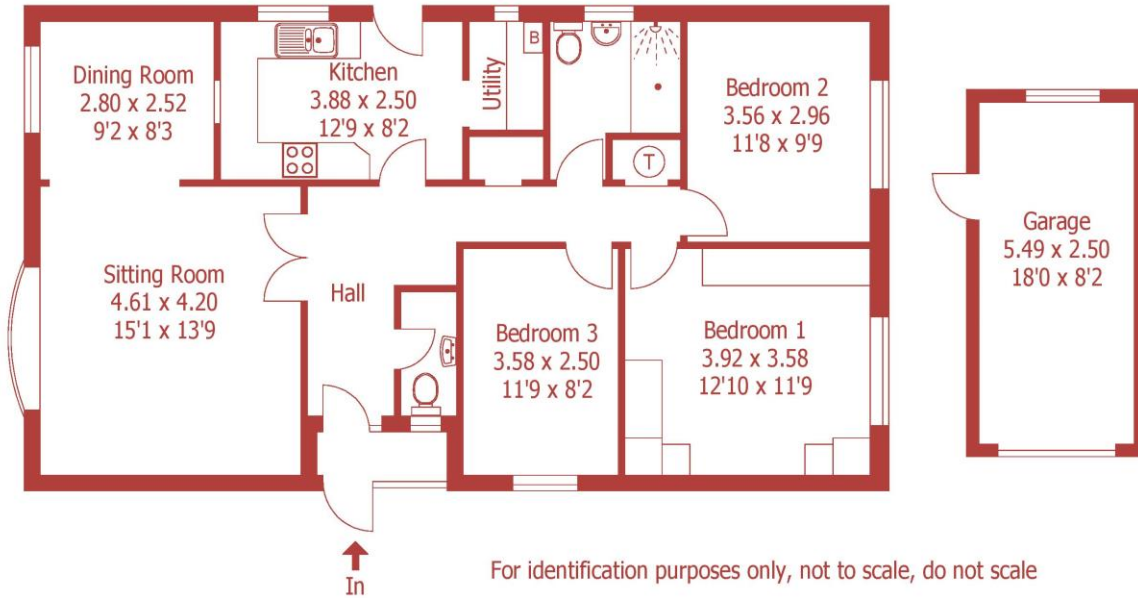 Dining Room
2.80 x 2.52
9'2 x 8'3
Kitchen
3.88 x 2.50
12'9 x 8'2
Utility
B
Bedroom 2
3.56 x 2.96
11'8 x 9'9
T
Garage
5.49 x 2.50
18'0 x 8'2
Sitting Room
4.61 x 4.20
15'1 x 13'9
Hall
Bedroom 3
3.58 x 2.50
11'9 x 8'2
Bedroom 1
3.92 x 3.58
12'10 x 11'9
In
For identification purposes only, not to scale, do not scale